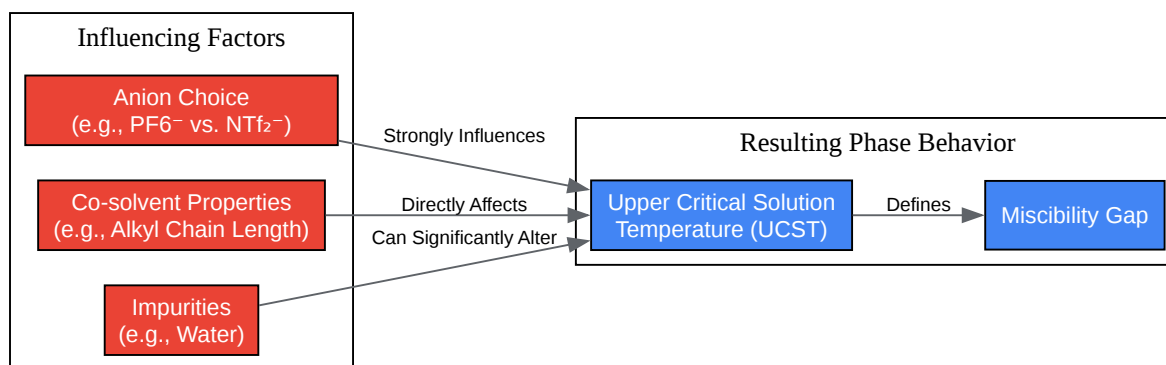 Influencing Factors
Anion Choice
(e.g., PF6⁻ vs. NTf₂⁻)
Strongly Influences
Co-solvent Properties
(e.g., Alkyl Chain Length)
Directly Affects
Can Significantly Alter
Impurities
(e.g., Water)
Resulting Phase Behavior
Upper Critical Solution
Temperature (UCST)
Defines
Miscibility Gap